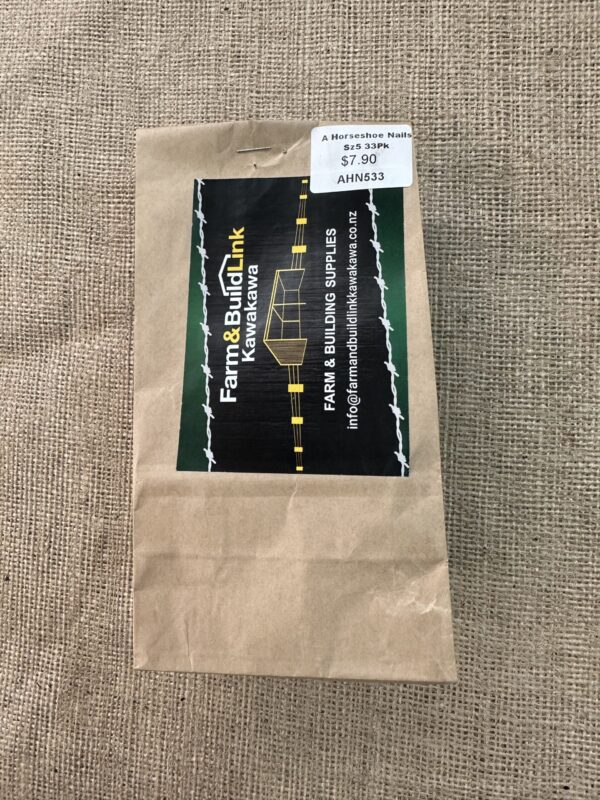 A Horseshoe Nails
Sz5 33Pk
$7.90
AHN533
Farm&BuildLink
Kawakawa
FARM & BUILDING SUPPLIES
info@farmandbuildlinkkawakawa.co.nz